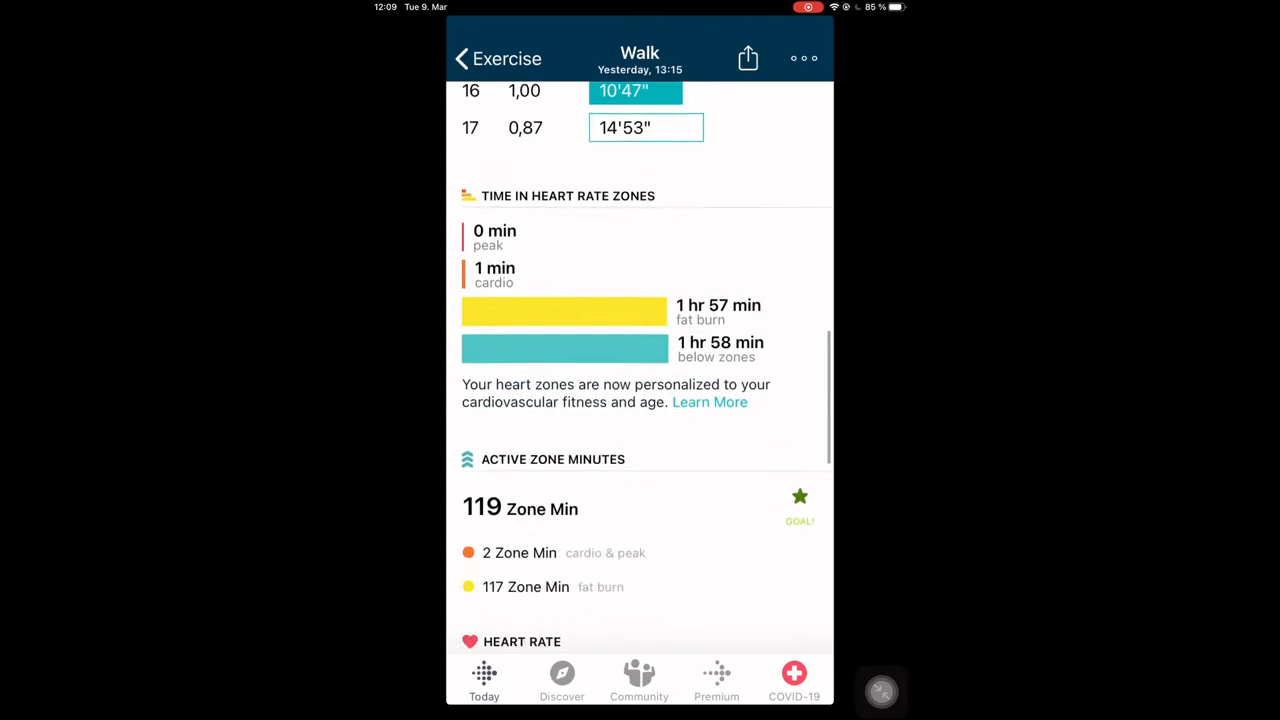 12:09 Tue 9. Mar 85 %
Exercise
Walk
Yesterday, 13:15
16 1,00 10'47"
17 0,87 14'53"
TIME IN HEART RATE ZONES
0 min
peak
1 min
cardio
1 hr 57 min
fat burn
1 hr 58 min
below zones
Your heart zones are now personalized to your
cardiovascular fitness and age. Learn More
ACTIVE ZONE MINUTES
119 Zone Min
GOAL!
2 Zone Min cardio & peak
117 Zone Min fat burn
HEART RATE
Today Discover Community Premium COVID-19